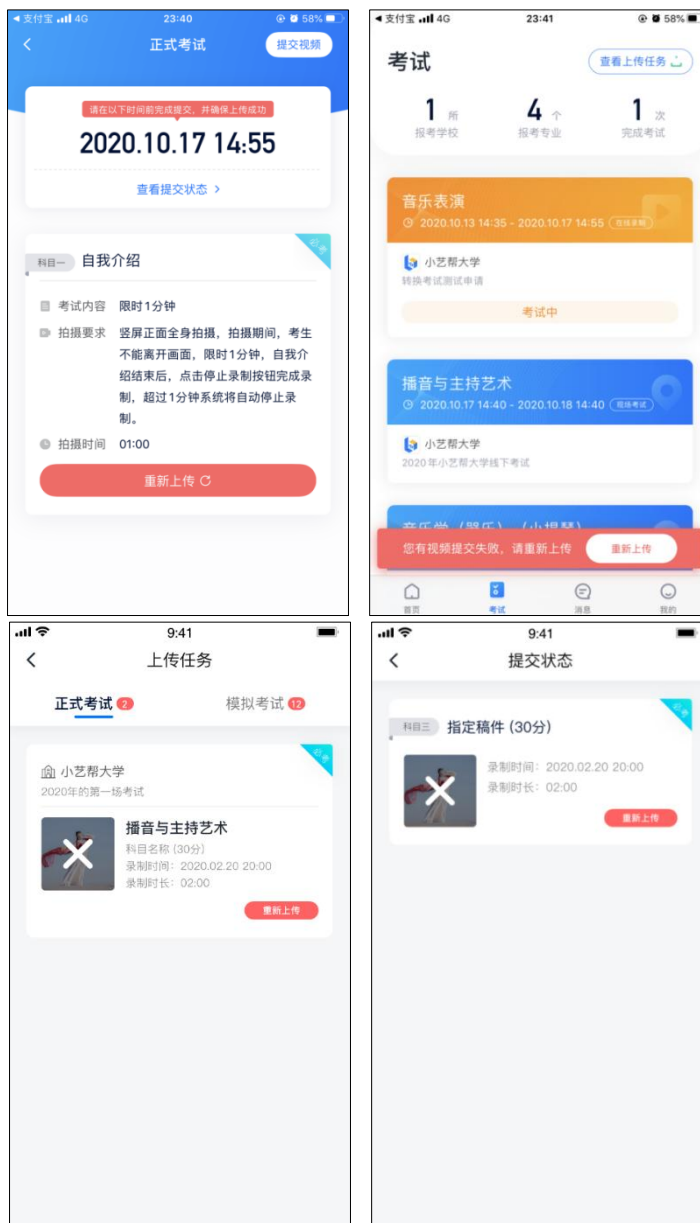 支付宝 4G 23:40 58%
正式考试 提交视频
请在以下时间前完成提交，并确保上传成功
2020.10.17 14:55
查看提交状态 >
必考
科目一 自我介绍
考试内容 限时1分钟
拍摄要求 竖屏正面全身拍摄，拍摄期间，考生
不能离开画面，限时1分钟，自我介
绍结束后，点击停止录制按钮完成录
制，超过1分钟系统将自动停止录
制。
拍摄时间 01:00
重新上传
支付宝 4G 23:41 58%
考试 查看上传任务
1 所 4 个 1 次
报考学校 报考专业 完成考试
音乐表演
2020.10.13 14:35 - 2020.10.17 14:55 在线录制
小艺帮大学
转换考试测试申请
考试中
播音与主持艺术
2020.10.17 14:40 - 2020.10.18 14:40 现场考试
小艺帮大学
2020年小艺帮大学线下考试
音乐学（器乐）（小提琴）
您有视频提交失败，请重新上传 重新上传
首页 考试 消息 我的
9:41
上传任务
正式考试 2 模拟考试 12
必考
小艺帮大学
2020年的第一场考试
播音与主持艺术
科目名称 (30分)
录制时间：2020.02.20 20:00
录制时长：02:00
重新上传
9:41
提交状态
必考
科目三 指定稿件 (30分)
录制时间：2020.02.20 20:00
录制时长：02:00
重新上传